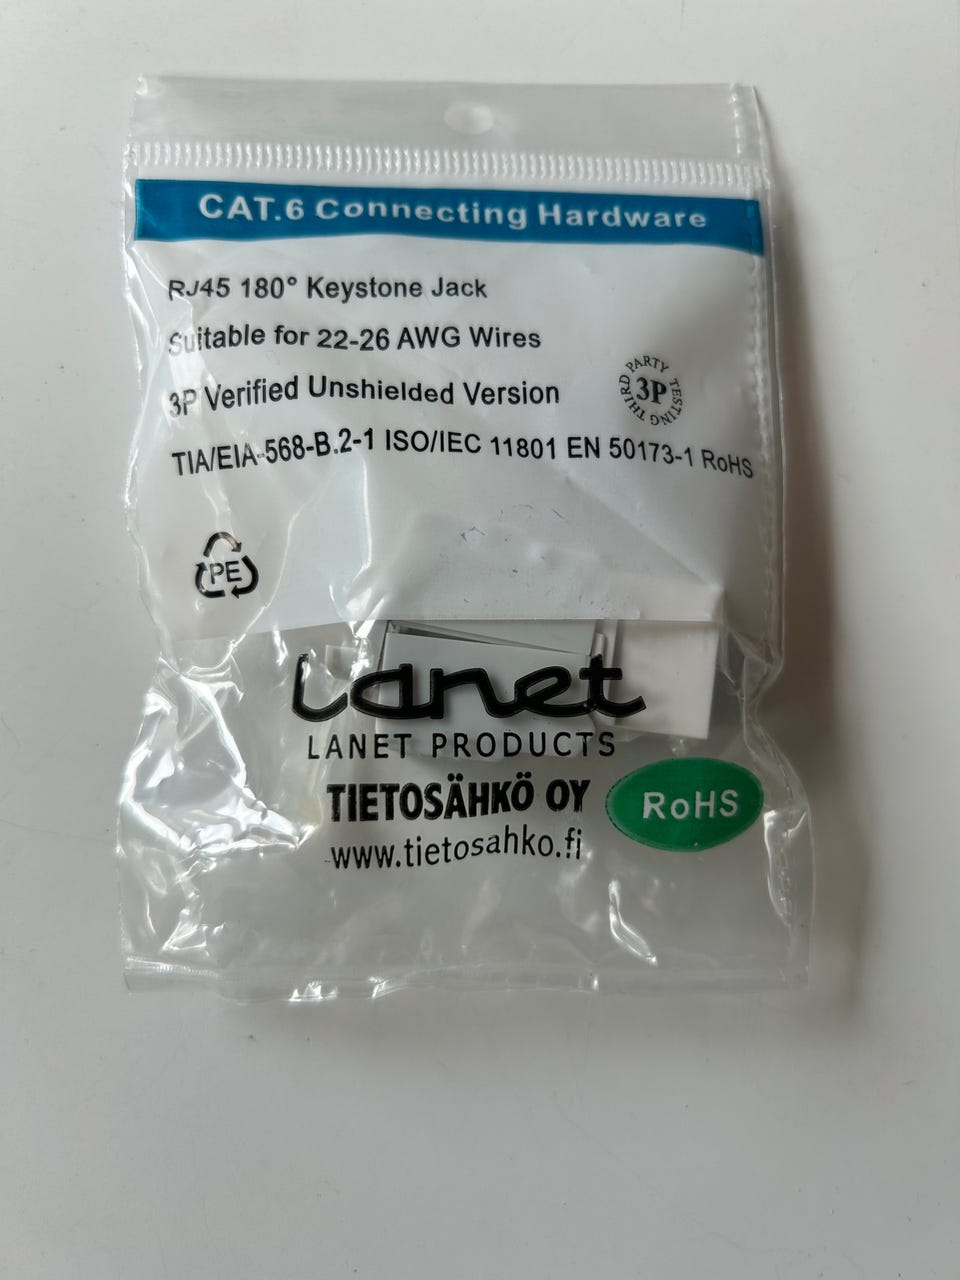 CAT.6 Connecting Hardware
RJ45 180° Keystone Jack
Suitable for 22-26 AWG Wires
3P Verified Unshielded Version
THIRD PARTY TESTING
3P
TIA/EIA-568-B.2-1 ISO/IEC 11801 EN 50173-1 RoHS
PE
Lanet
LANET PRODUCTS
TIETOSÄHKÖ OY
RoHS
www.tietosahko.fi